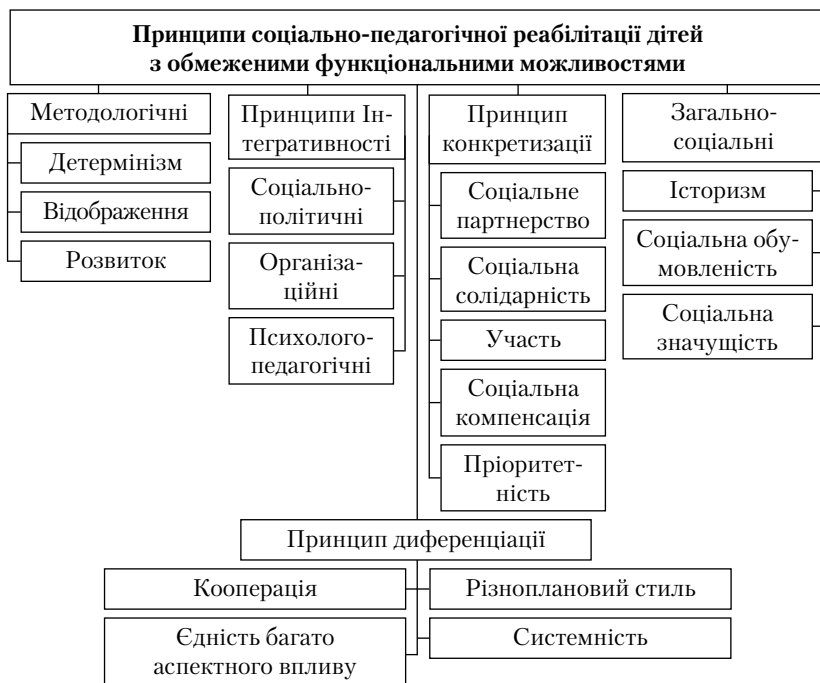 Принципи соціально-педагогічної реабілітації дітей
з обмеженими функціональними можливостями
Методологічні
Детермінізм
Відображення
Розвиток
Принципи Ін-
тегративності
Соціально-
політичні
Організа-
ційні
Психолого-
педагогічні
Принцип
конкретизації
Соціальне
партнерство
Соціальна
солідарність
Участь
Соціальна
компенсація
Пріоритет-
ність
Загально-
соціальні
Історизм
Соціальна обу-
мовленість
Соціальна
значущість
Принцип диференціації
Кооперація
Різноплановий стиль
Єдність багато
аспектного впливу
Системність